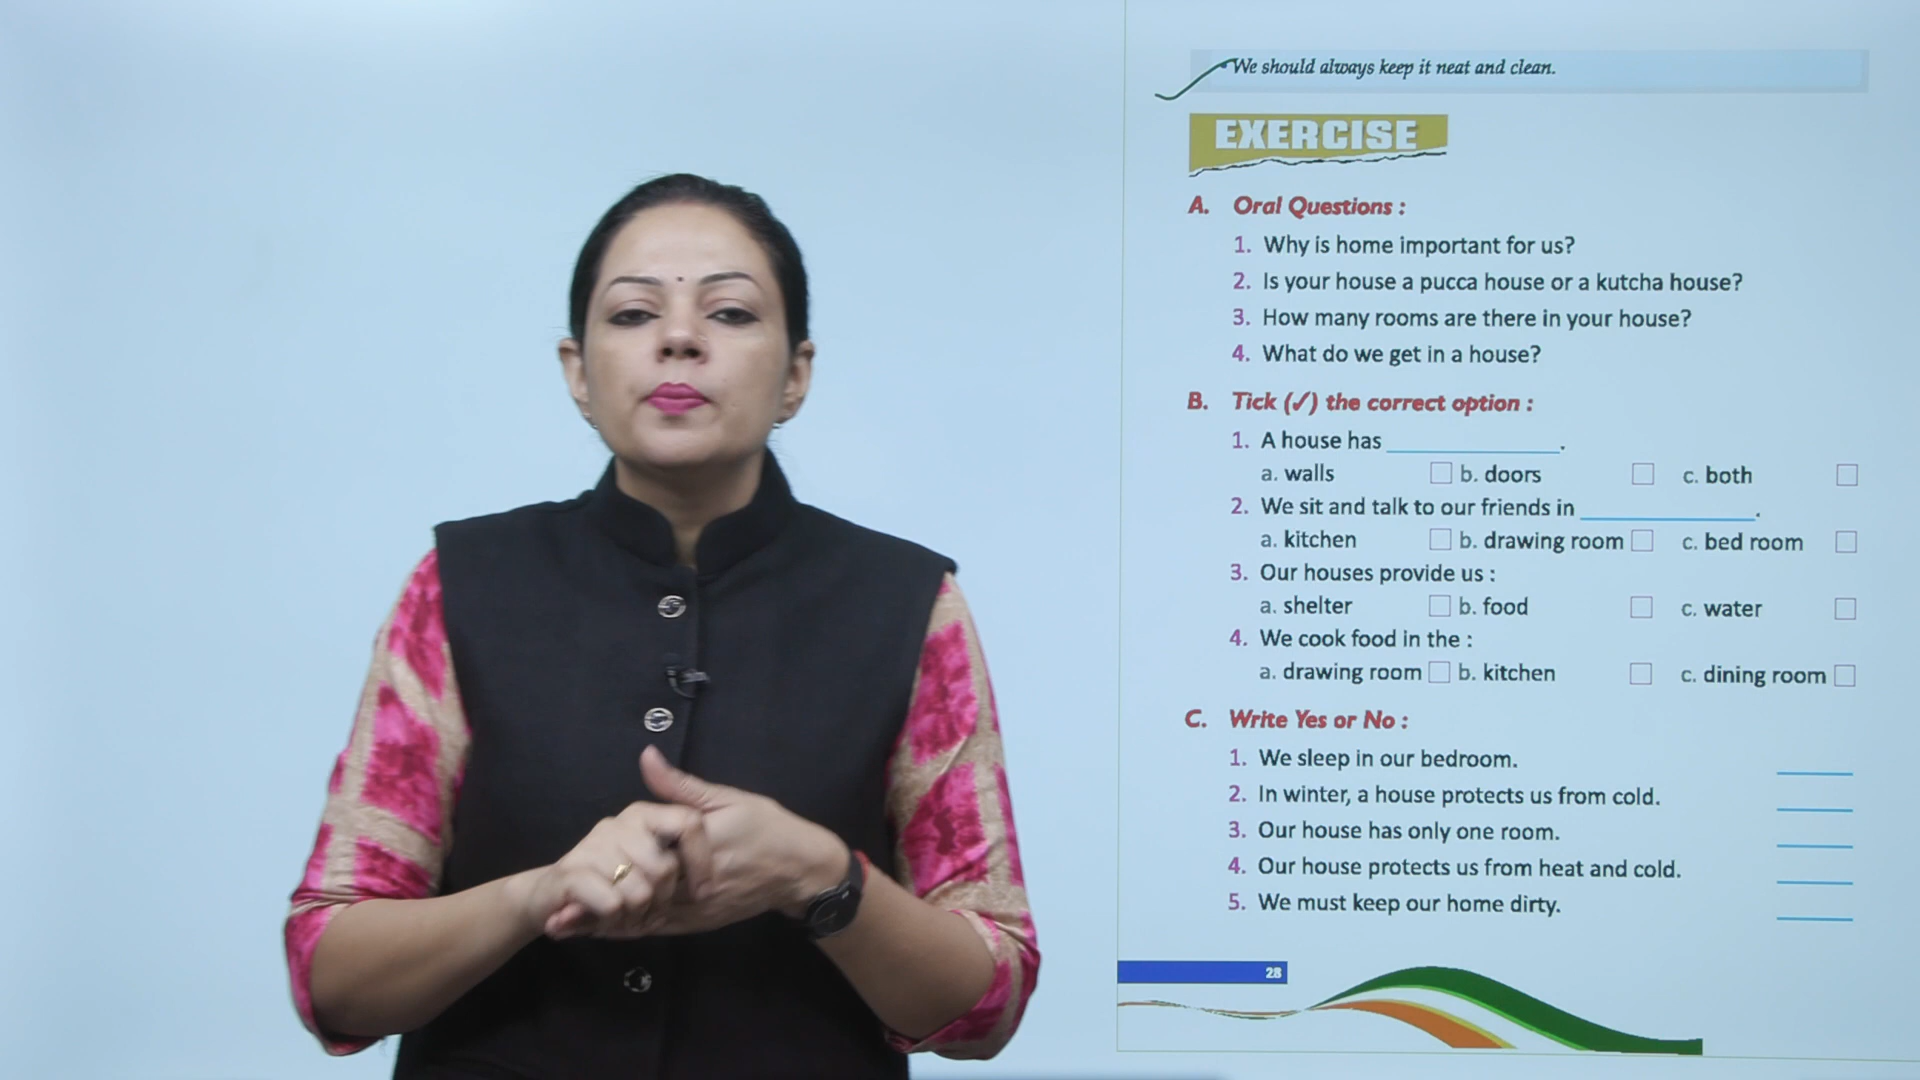 We should always keep it neat and clean.
EXERCISE
A. Oral Questions :
1. Why is home important for us?
2. Is your house a pucca house or a kutcha house?
3. How many rooms are there in your house?
4. What do we get in a house?
B. Tick (✓) the correct option :
1. A house has ____________.
a. walls b. doors c. both
2. We sit and talk to our friends in ____________.
a. kitchen b. drawing room c. bed room
3. Our houses provide us :
a. shelter b. food c. water
4. We cook food in the :
a. drawing room b. kitchen c. dining room
C. Write Yes or No :
1. We sleep in our bedroom. ______
2. In winter, a house protects us from cold. ______
3. Our house has only one room. ______
4. Our house protects us from heat and cold. ______
5. We must keep our home dirty. ______
28